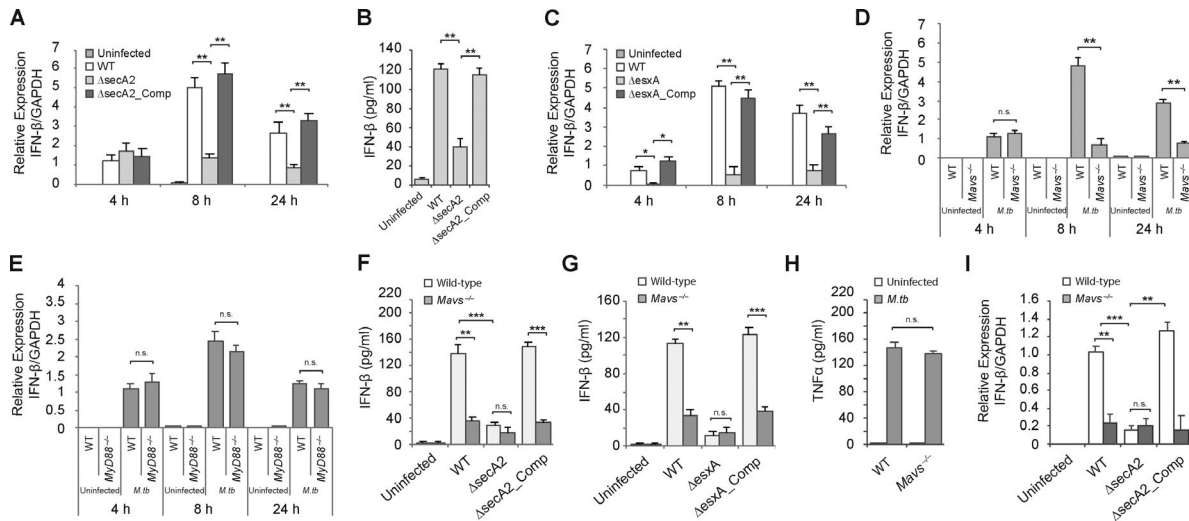 A
Relative Expression
IFN-β/GAPDH
7
6
5
4
3
2
1
0
Uninfected
WT
ΔsecA2
ΔsecA2_Comp
**
**
**
**
4 h
8 h
24 h
B
IFN-β (pg/ml)
160
140
120
100
80
60
40
20
0
**
**
Uninfected
WT
ΔsecA2
ΔsecA2_Comp
C
Relative Expression
IFN-β/GAPDH
7
6
5
4
3
2
1
0
Uninfected
WT
ΔesxA
ΔesxA_Comp
*
*
**
**
**
**
4 h
8 h
24 h
D
Relative Expression
IFN-β/GAPDH
7
6
5
4
3
2
1
0
n.s.
**
**
WT
Mavs⁻/⁻
WT
Mavs⁻/⁻
WT
Mavs⁻/⁻
WT
Mavs⁻/⁻
WT
Mavs⁻/⁻
WT
Mavs⁻/⁻
Uninfected M.tb Uninfected M.tb Uninfected M.tb
4 h
8 h
24 h
E
Relative Expression
IFN-β/GAPDH
4
3.5
3
2.5
2
1.5
1
0.5
0
n.s.
n.s.
n.s.
WT
MyD88⁻/⁻
WT
MyD88⁻/⁻
WT
MyD88⁻/⁻
WT
MyD88⁻/⁻
WT
MyD88⁻/⁻
WT
MyD88⁻/⁻
Uninfected M.tb Uninfected M.tb Uninfected M.tb
4 h
8 h
24 h
F
IFN-β (pg/ml)
220
200
160
120
80
40
0
Wild-type
Mavs⁻/⁻
***
**
n.s.
***
Uninfected
WT
ΔsecA2
ΔsecA2_Comp
G
IFN-β (pg/ml)
160
120
80
40
0
Wild-type
Mavs⁻/⁻
**
n.s.
***
Uninfected
WT
ΔesxA
ΔesxA_Comp
H
TNFα (pg/ml)
220
200
160
120
80
40
0
Uninfected
M.tb
n.s.
WT
Mavs⁻/⁻
I
Relative Expression
IFN-β/GAPDH
1.6
1.4
1.2
1.0
0.8
0.6
0.4
0.2
0
Wild-type
Mavs⁻/⁻
**
***
**
n.s.
Uninfected
WT
ΔsecA2
ΔsecA2_Comp